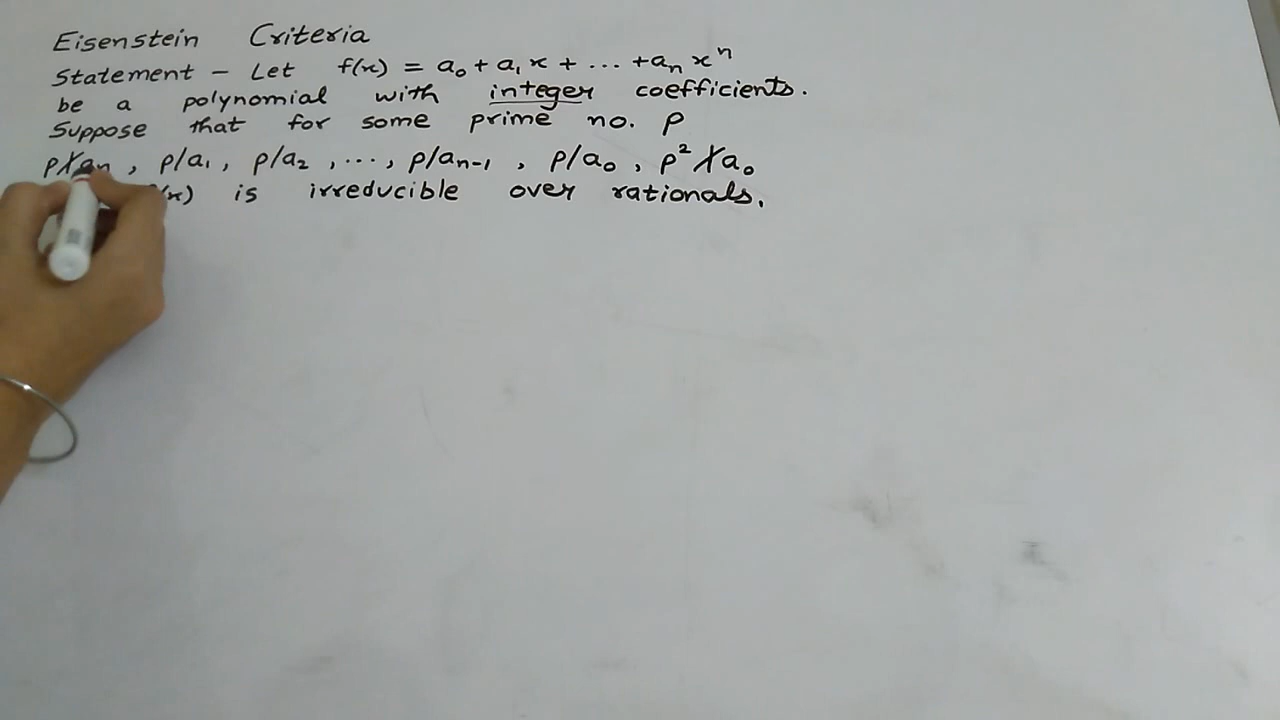 Eisenstein Criteria
Statement - Let f(x) = a₀ + a₁x + ... + aₙxⁿ
be a polynomial with integer coefficients.
Suppose that for some prime no. p
p∤aₙ, p/a₁, p/a₂, ..., p/aₙ₋₁, p/a₀, p²∤a₀
(x) is irreducible over rationals.